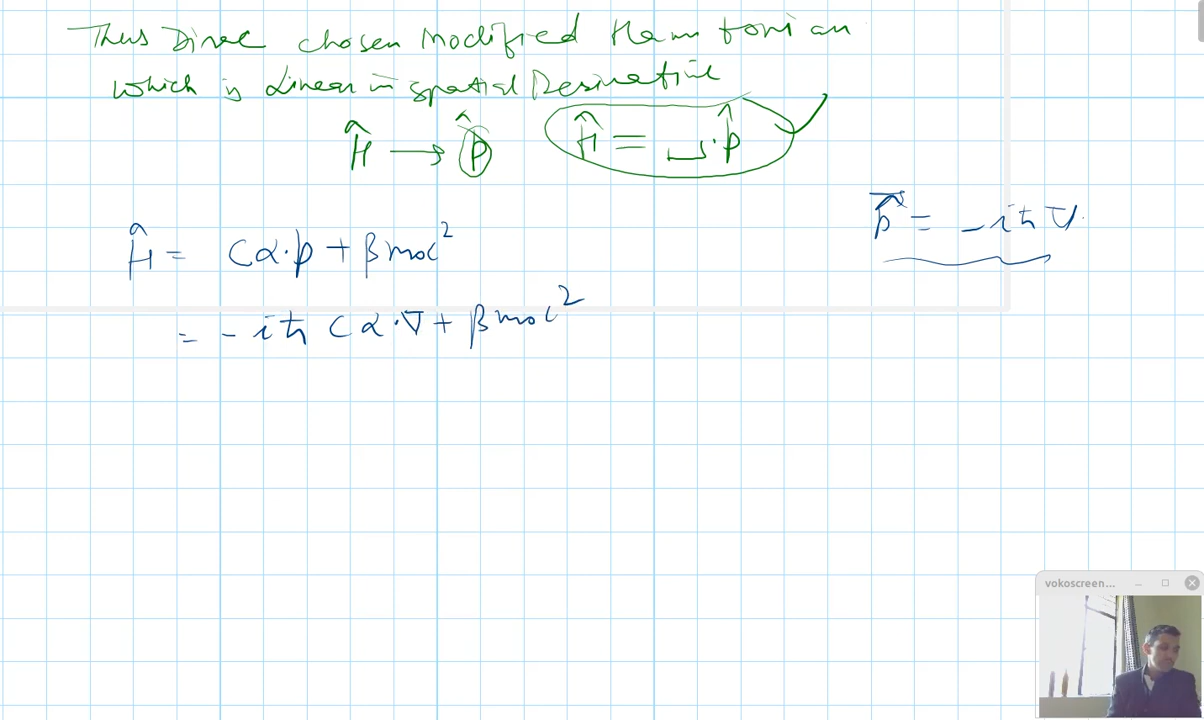 Thus Dirac chosen Modified Hamiltonian
which is Linear in spatial Derivative
Ĥ → p̂ Ĥ = ⎵·p̂
p̂ = -iħ∇
Ĥ = cα·p + βm₀c²
= -iħ cα·∇ + βm₀c²
vokoscreen...